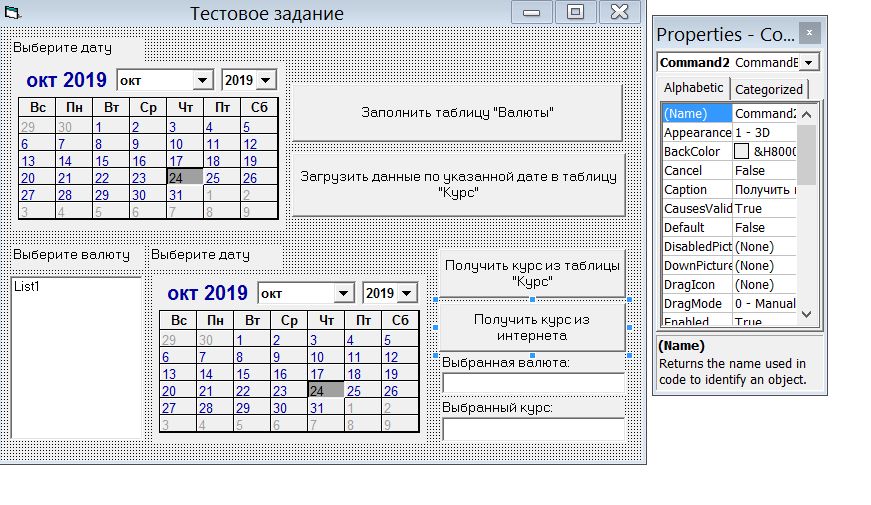 Тестовое задание
Выберите дату
окт 2019 окт 2019
Вс Пн Вт Ср Чт Пт Сб
29 30 1 2 3 4 5
6 7 8 9 10 11 12
13 14 15 16 17 18 19
20 21 22 23 24 25 26
27 28 29 30 31 1 2
3 4 5 6 7 8 9
Заполнить таблицу "Валюты"
Загрузить данные по указанной дате в таблицу
"Курс"
Выберите валюту
List1
Выберите дату
окт 2019 окт 2019
Вс Пн Вт Ср Чт Пт Сб
29 30 1 2 3 4 5
6 7 8 9 10 11 12
13 14 15 16 17 18 19
20 21 22 23 24 25 26
27 28 29 30 31 1 2
3 4 5 6 7 8 9
Получить курс из таблицы
"Курс"
Получить курс из
интернета
Выбранная валюта:
Выбранный курс:
Properties - Co...
Command2 CommandB
Alphabetic Categorized
(Name) Command2
Appearance 1 - 3D
BackColor &H8000
Cancel False
Caption Получить к
CausesValid True
Default False
DisabledPict (None)
DownPicture (None)
DragIcon (None)
DragMode 0 - Manual
Enabled True
(Name)
Returns the name used in
code to identify an object.